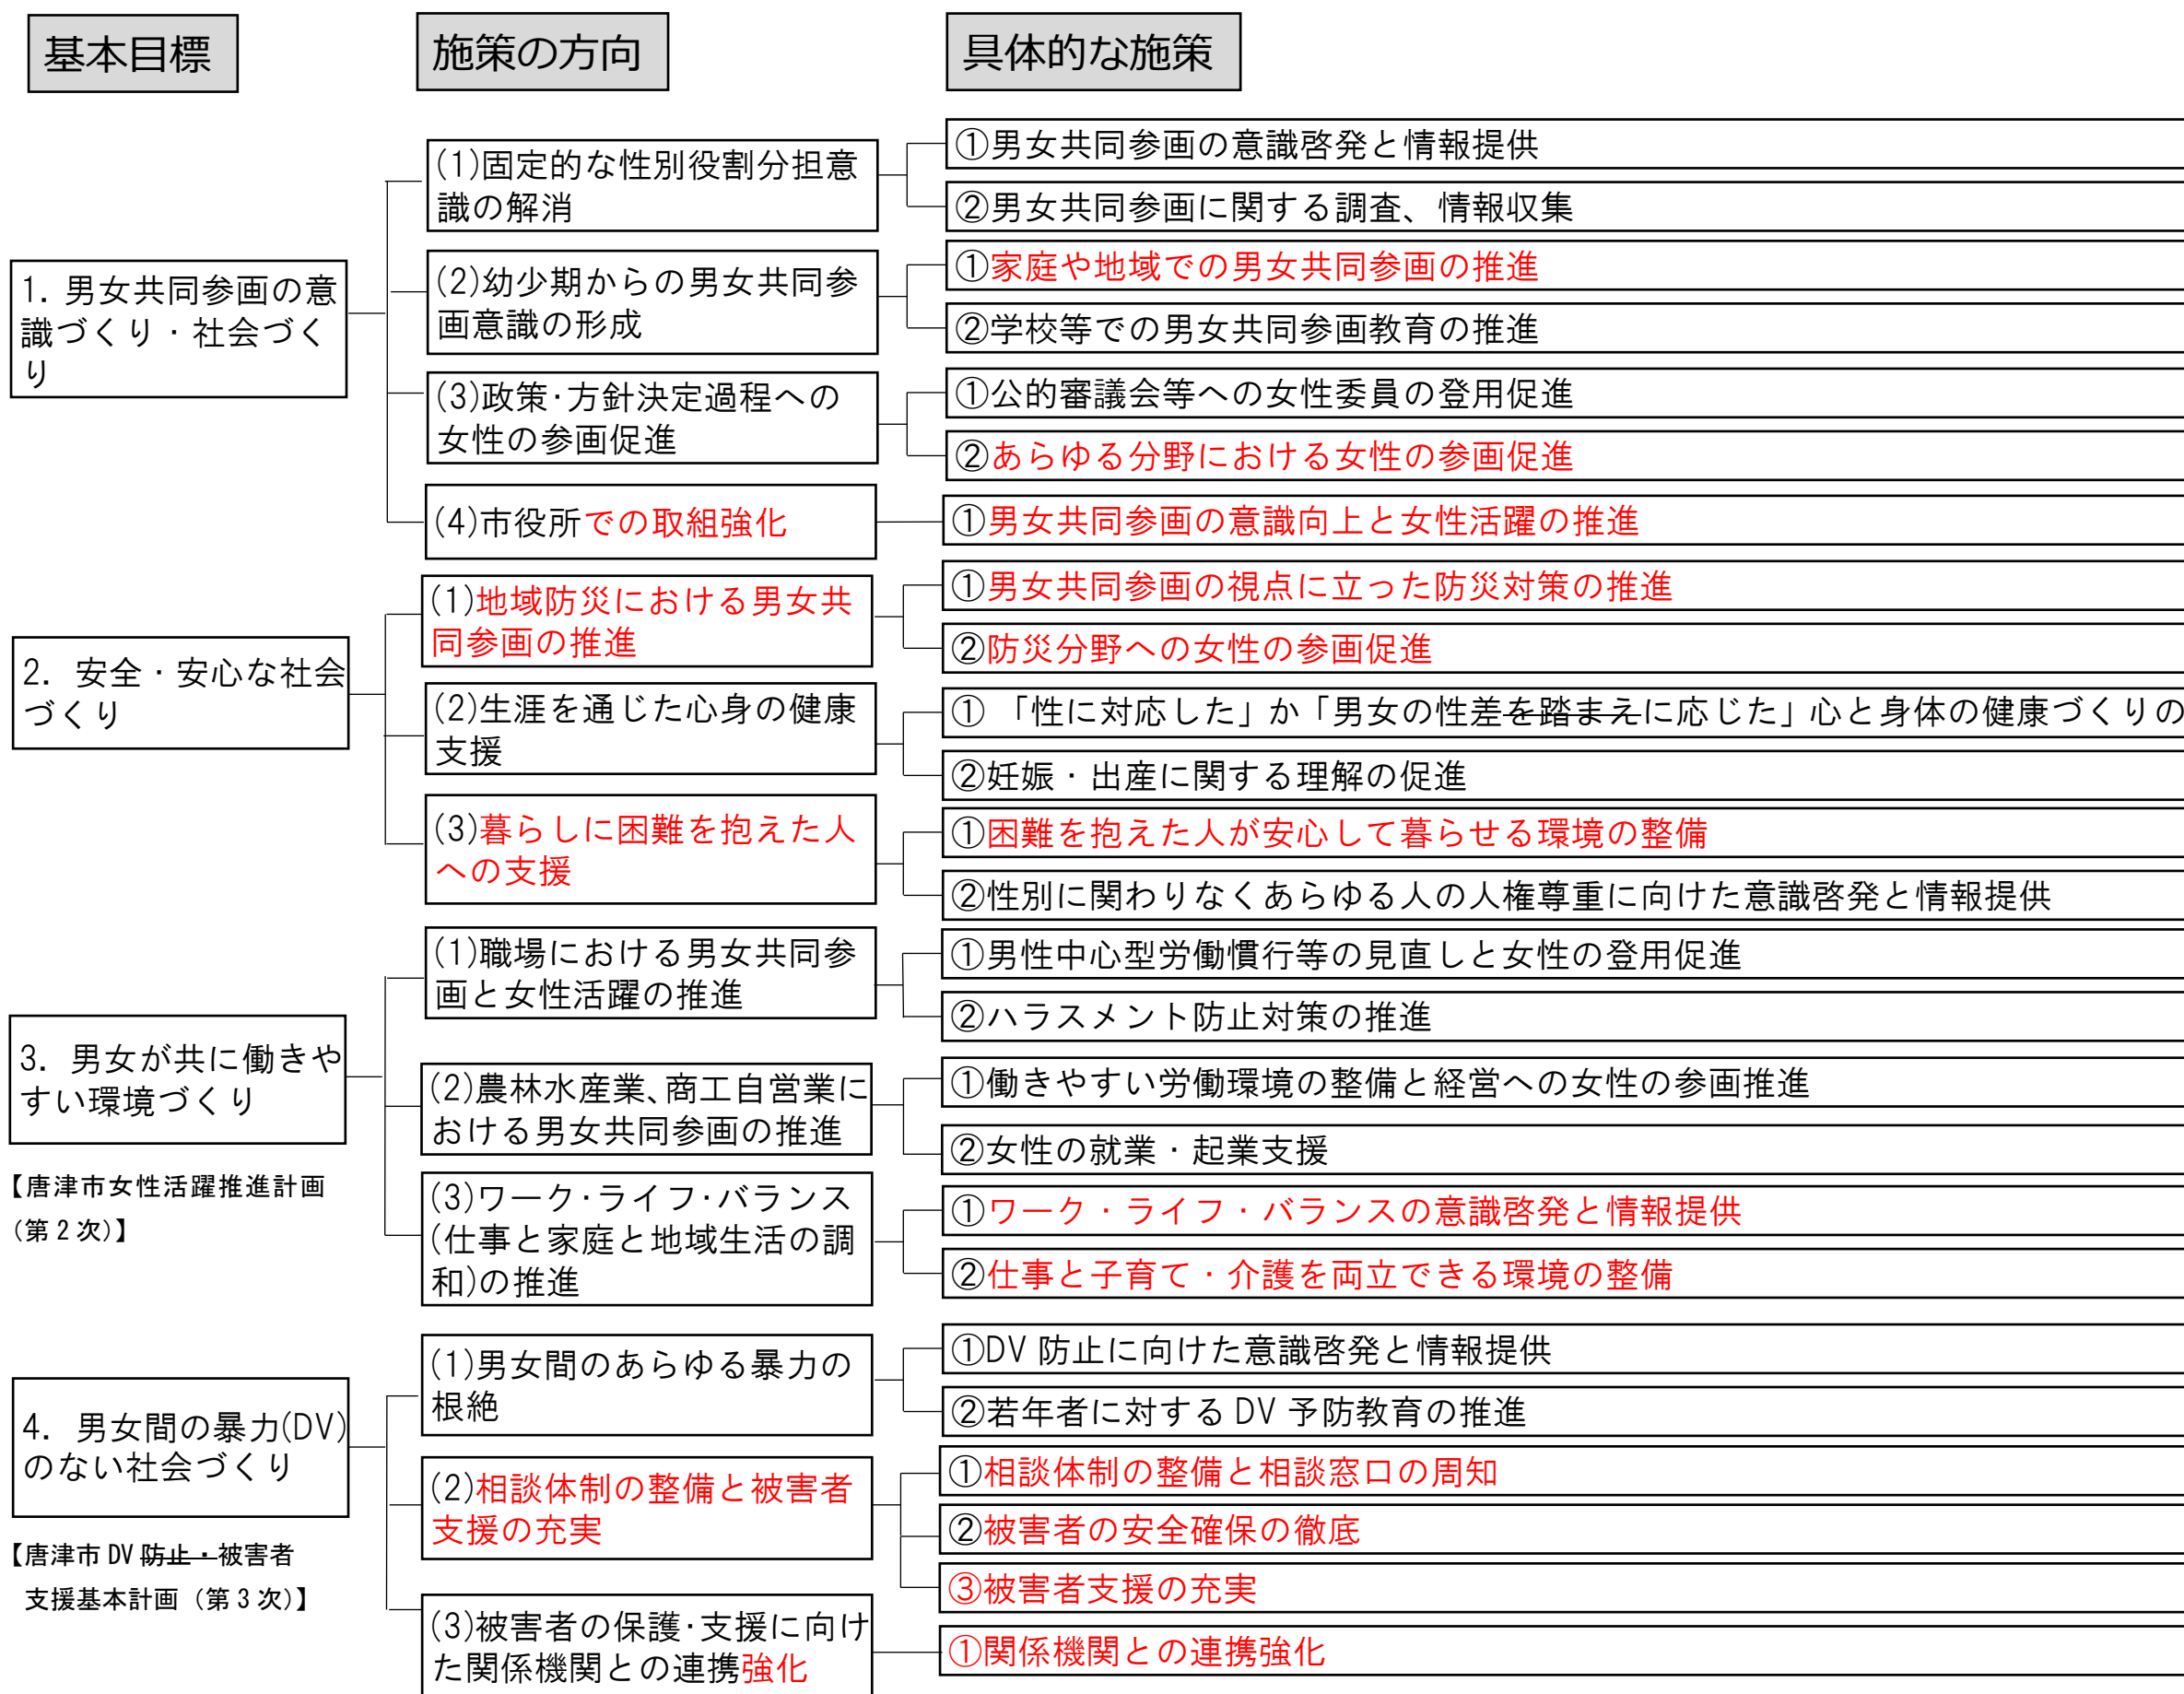 基本目標
施策の方向
具体的な施策
1. 男女共同参画の意
識づくり・社会づく
り
(1)固定的な性別役割分担意
識の解消
①男女共同参画の意識啓発と情報提供
②男女共同参画に関する調査、情報収集
(2)幼少期からの男女共同参
画意識の形成
①家庭や地域での男女共同参画の推進
②学校等での男女共同参画教育の推進
(3)政策・方針決定過程への
女性の参画促進
①公的審議会等への女性委員の登用促進
②あらゆる分野における女性の参画促進
(4)市役所での取組強化
①男女共同参画の意識向上と女性活躍の推進
2. 安全・安心な社会
づくり
(1)地域防災における男女共
同参画の推進
①男女共同参画の視点に立った防災対策の推進
②防災分野への女性の参画促進
(2)生涯を通じた心身の健康
支援
① 「性に対応した」か「男女の性差を踏まえに応じた」心と身体の健康づくりの
②妊娠・出産に関する理解の促進
(3)暮らしに困難を抱えた人
への支援
①困難を抱えた人が安心して暮らせる環境の整備
②性別に関わりなくあらゆる人の人権尊重に向けた意識啓発と情報提供
3. 男女が共に働きや
すい環境づくり
【唐津市女性活躍推進計画
(第2次)】
(1)職場における男女共同参
画と女性活躍の推進
①男性中心型労働慣行等の見直しと女性の登用促進
②ハラスメント防止対策の推進
(2)農林水産業、商工自営業に
おける男女共同参画の推進
①働きやすい労働環境の整備と経営への女性の参画推進
②女性の就業・起業支援
(3)ワーク・ライフ・バランス
(仕事と家庭と地域生活の調
和)の推進
①ワーク・ライフ・バランスの意識啓発と情報提供
②仕事と子育て・介護を両立できる環境の整備
4. 男女間の暴力(DV)
のない社会づくり
【唐津市 DV 防止・被害者
支援基本計画（第3次)】
(1)男女間のあらゆる暴力の
根絶
①DV 防止に向けた意識啓発と情報提供
②若年者に対する DV 予防教育の推進
(2)相談体制の整備と被害者
支援の充実
①相談体制の整備と相談窓口の周知
②被害者の安全確保の徹底
③被害者支援の充実
(3)被害者の保護・支援に向け
た関係機関との連携強化
①関係機関との連携強化